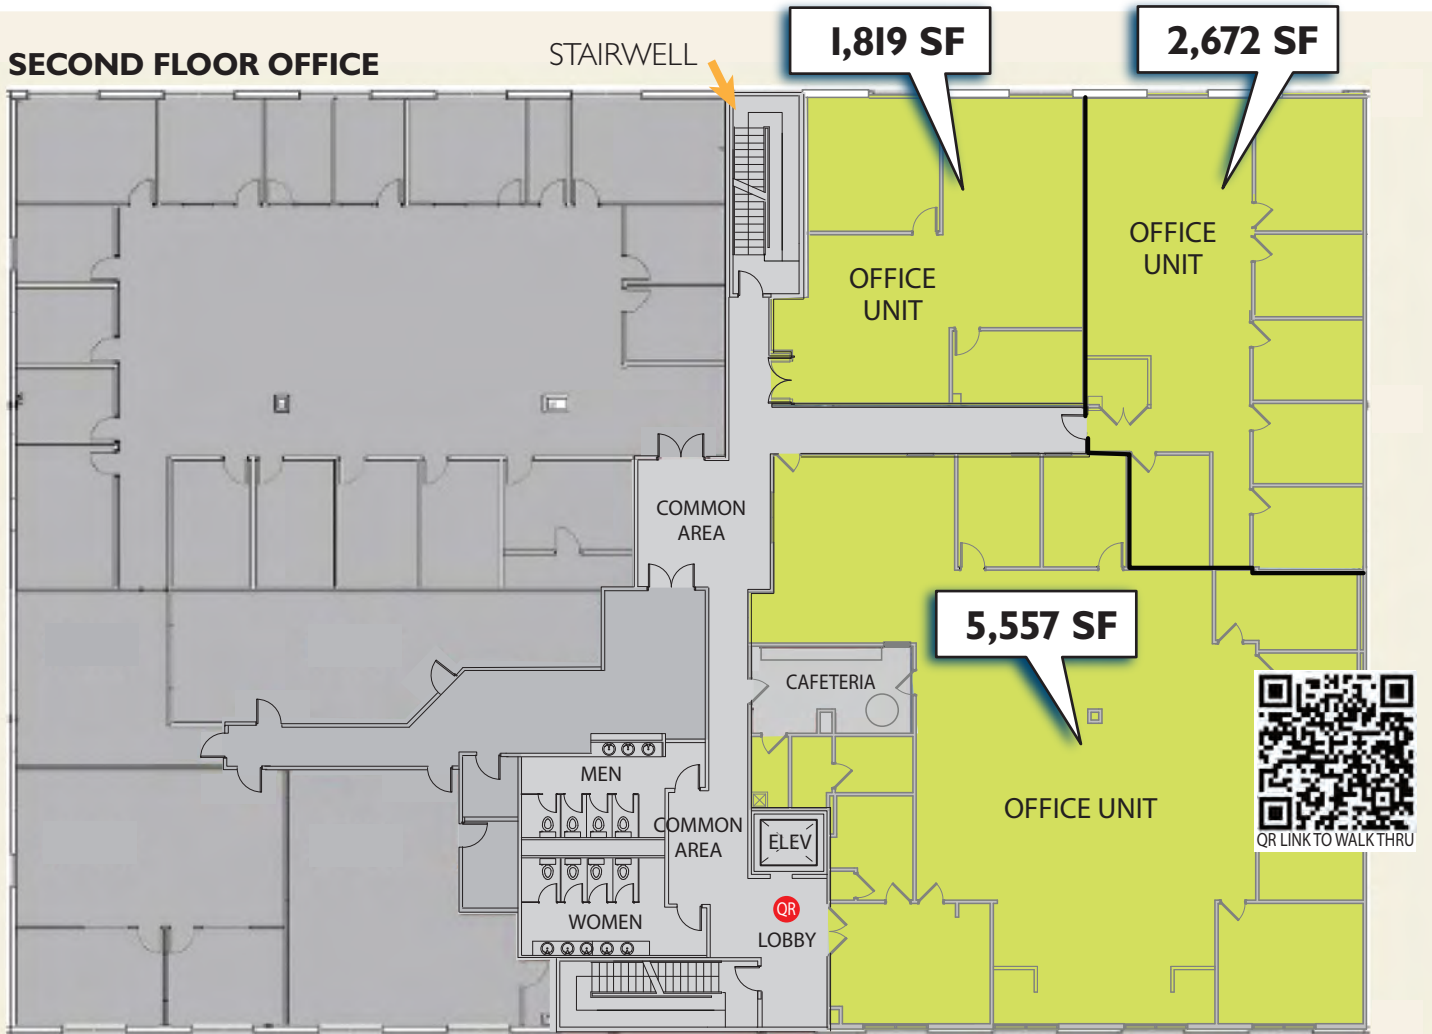 SECOND FLOOR OFFICE
STAIRWELL
1,819 SF
2,672 SF
OFFICE
UNIT
OFFICE
UNIT
COMMON
AREA
5,557 SF
CAFETERIA
MEN
COMMON
AREA
ELEV
OFFICE UNIT
QR LINK TO WALK THRU
QR
LOBBY
WOMEN